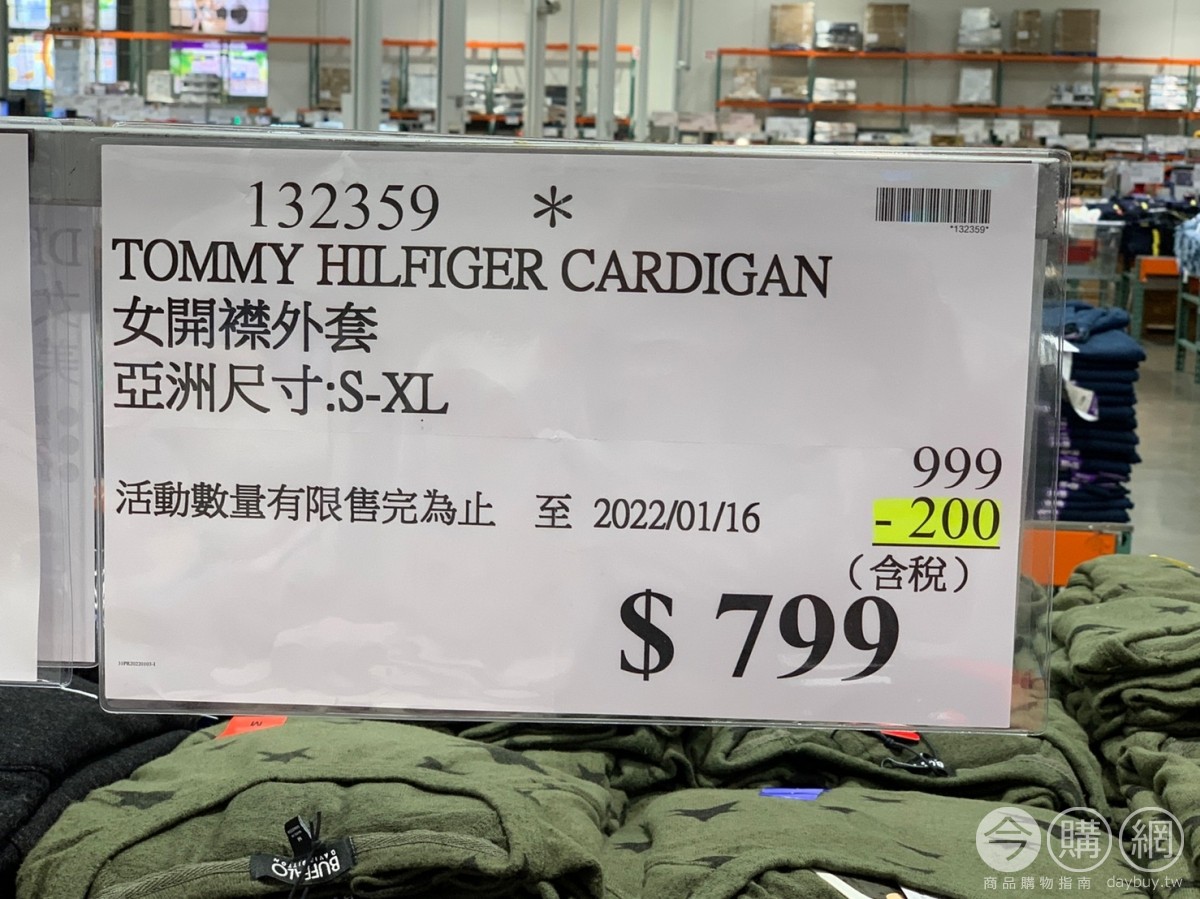 132359 *
*132359*
TOMMY HILFIGER CARDIGAN
女開襟外套
亞洲尺寸:S-XL
999
活動數量有限售完為止 至 2022/01/16
- 200
(含稅)
$ 799
M
BUFFALO
今購網
商品購物指南 daybuy.tw